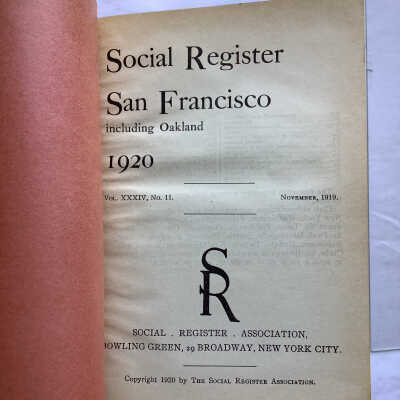 Social Register
San Francisco
including Oakland
1920
Vol. XXXIV, No. 11. November, 1919.
SR
SOCIAL . REGISTER . ASSOCIATION,
BOWLING GREEN, 29 BROADWAY, NEW YORK CITY.
Copyright 1920 by The Social Register Association.